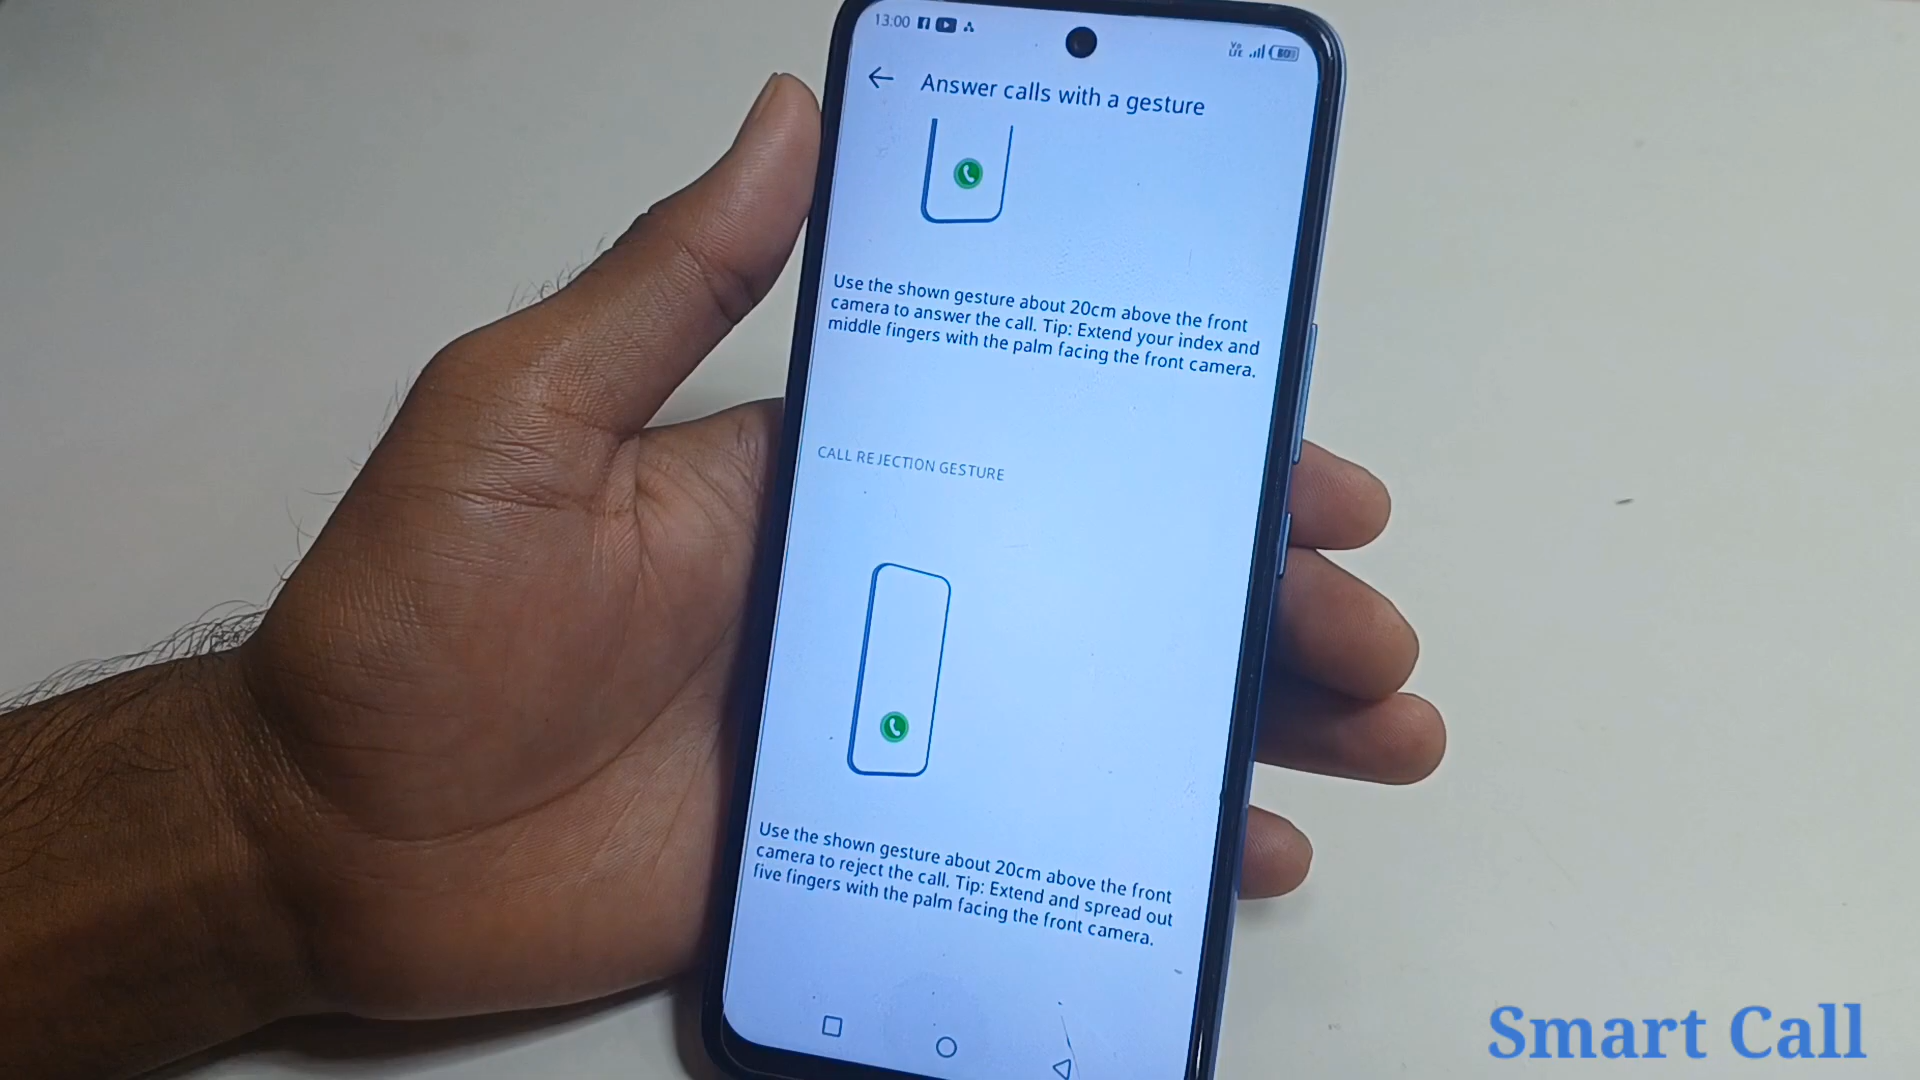 13:00
Answer calls with a gesture
Use the shown gesture about 20cm above the front
camera to answer the call. Tip: Extend your index and
middle fingers with the palm facing the front camera.
CALL REJECTION GESTURE
Use the shown gesture about 20cm above the front
camera to reject the call. Tip: Extend and spread out
five fingers with the palm facing the front camera.
Smart Call